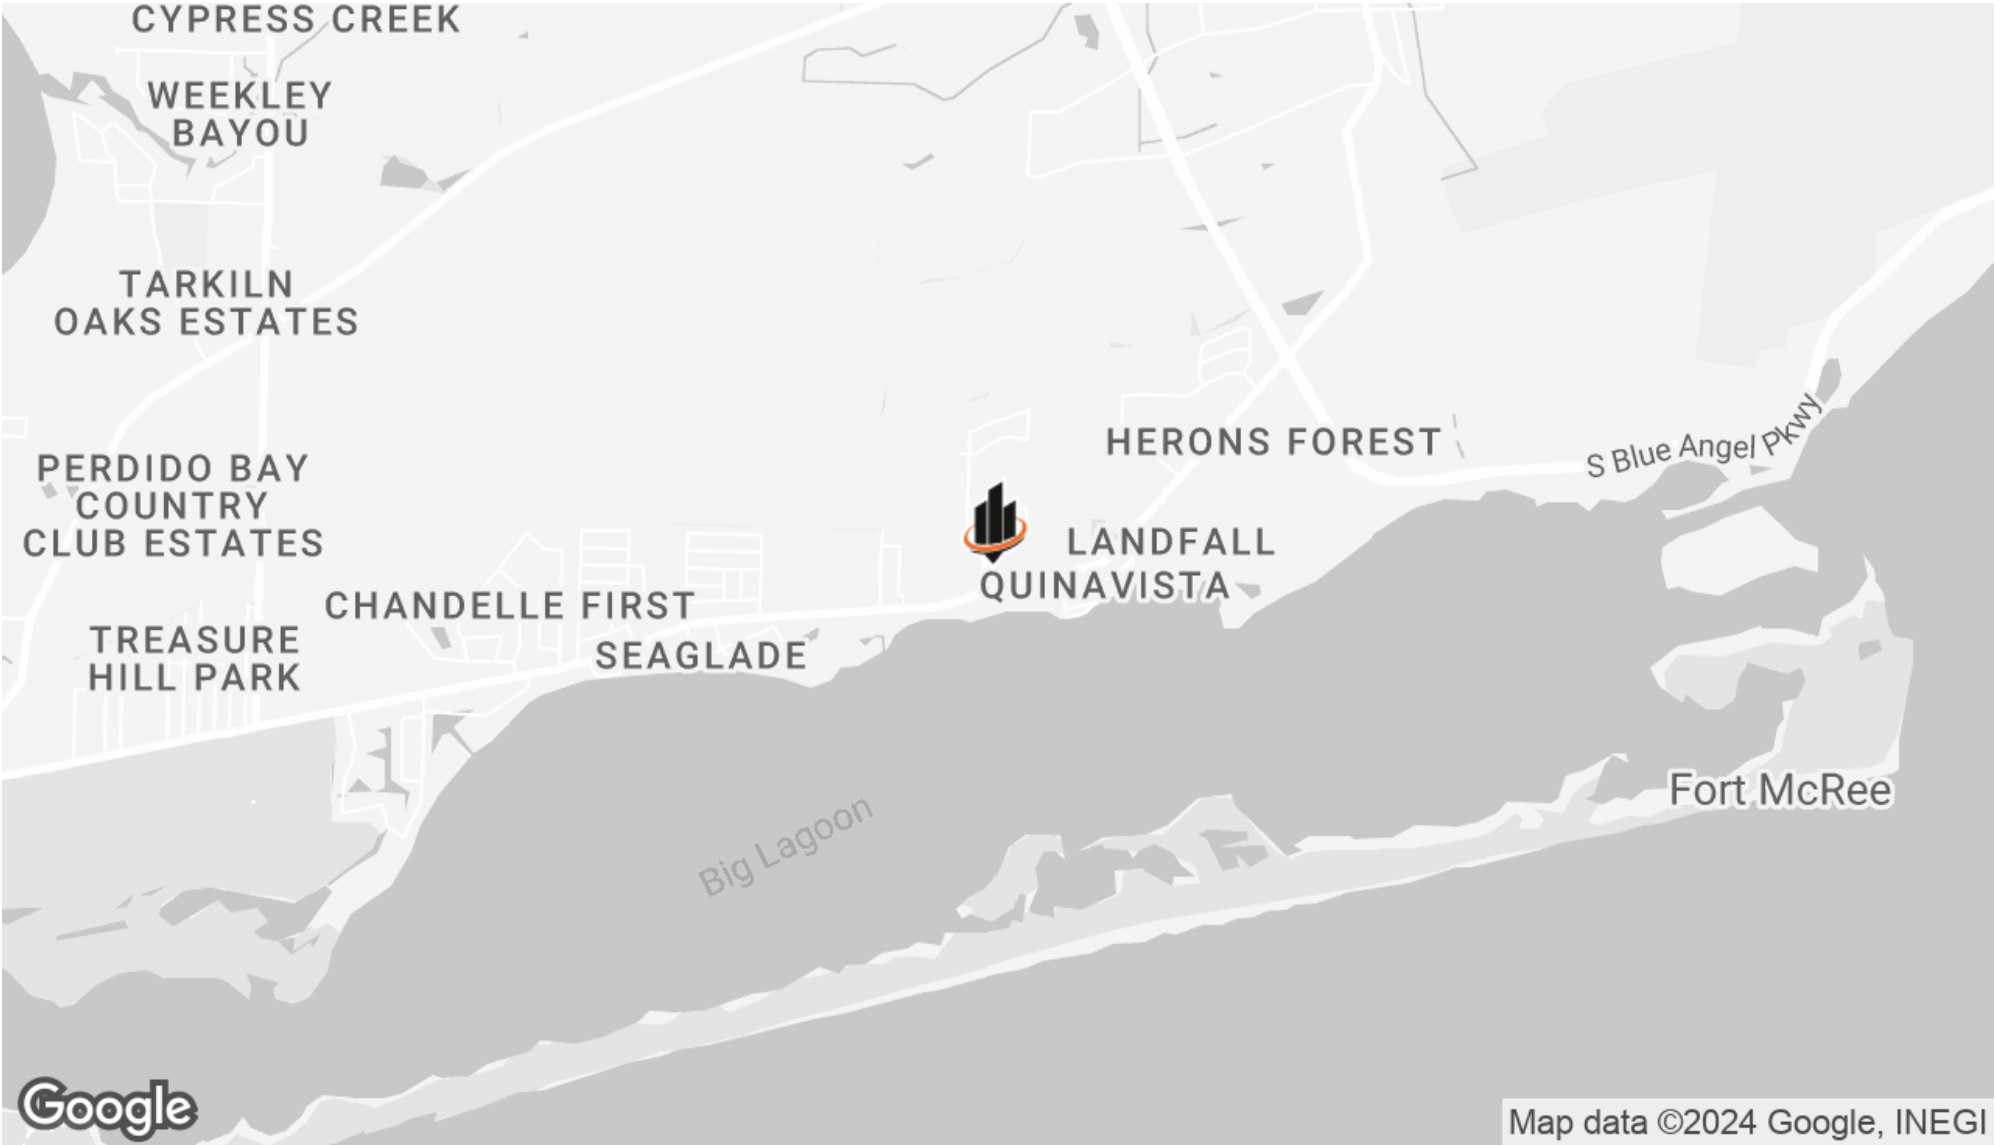 CYPRESS CREEK
WEEKLEY
BAYOU
TARKILN
OAKS ESTATES
PERDIDO BAY
COUNTRY
CLUB ESTATES
HERONS FOREST
S Blue Angel Pkwy
LANDFALL
QUINAVISTA
CHANDELLE FIRST
TREASURE
HILL PARK
SEAGLADE
Fort McRee
Big Lagoon
Google
Map data ©2024 Google, INEGI